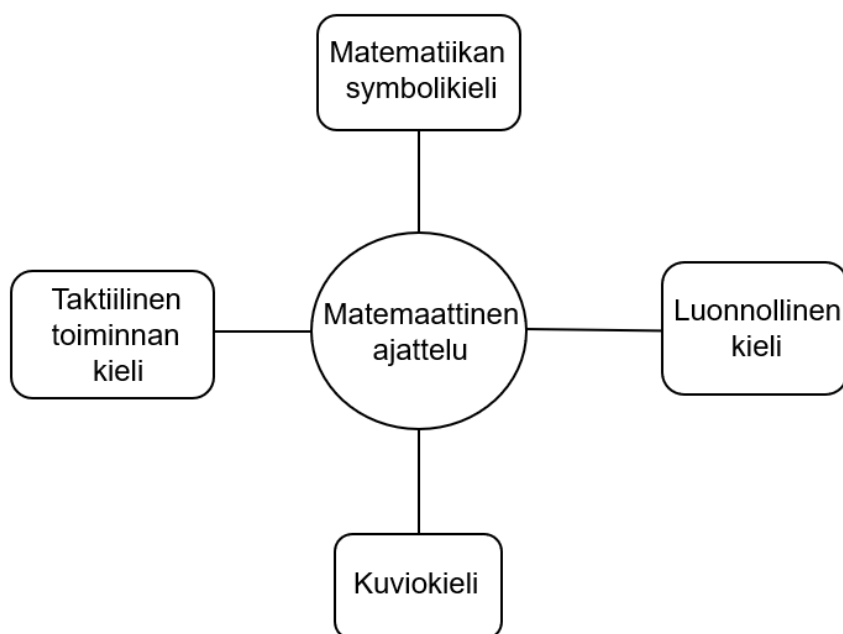 Matematiikan
symbolikieli
Taktiilinen
toiminnan
kieli
Matemaattinen
ajattelu
Luonnollinen
kieli
Kuviokieli